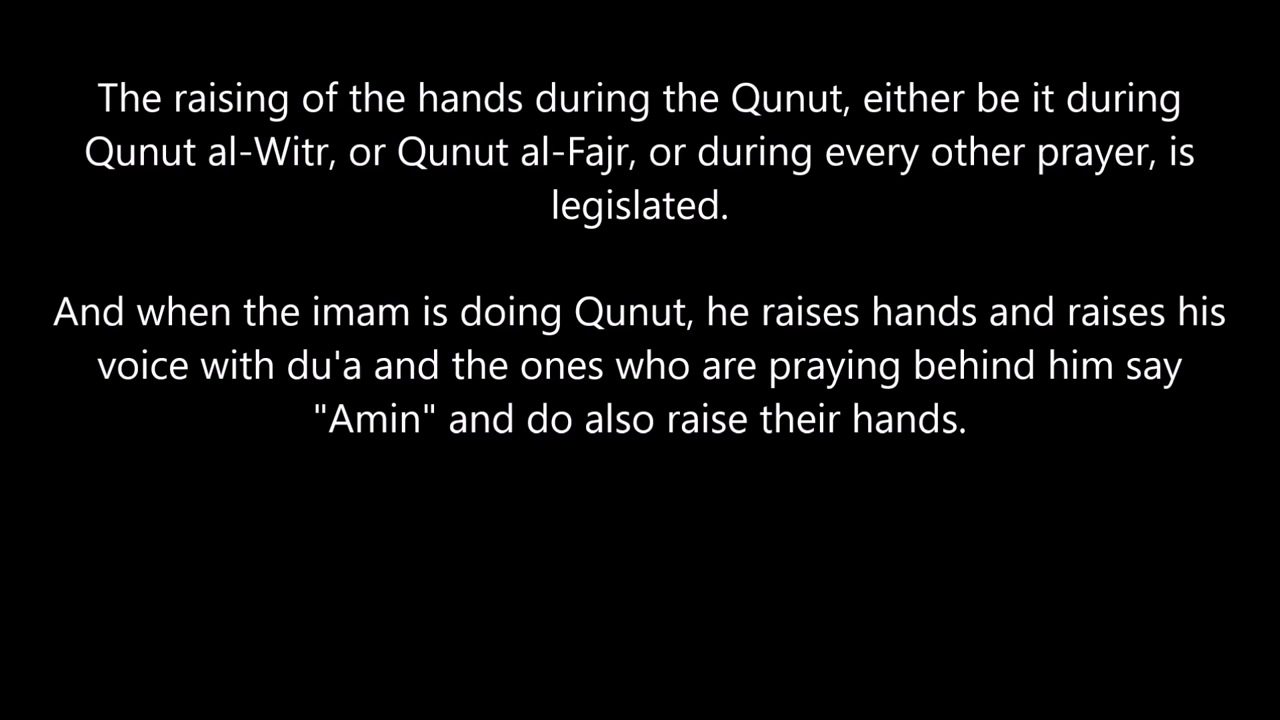 The raising of the hands during the Qunut, either be it during
Qunut al-Witr, or Qunut al-Fajr, or during every other prayer, is
legislated.
And when the imam is doing Qunut, he raises hands and raises his
voice with du'a and the ones who are praying behind him say
"Amin" and do also raise their hands.